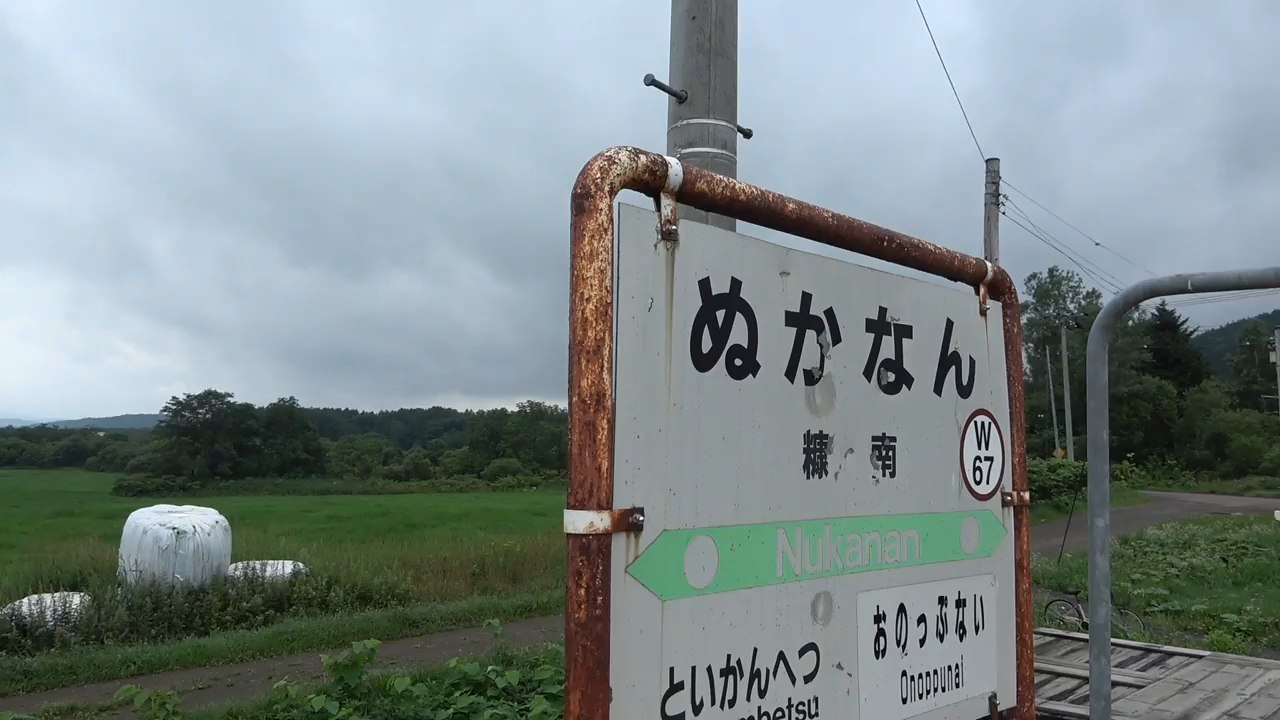 ぬかなん
糠南
W
67
Nukanan
おのっぷない
Onoppunai
といかんべつ
mbetsu